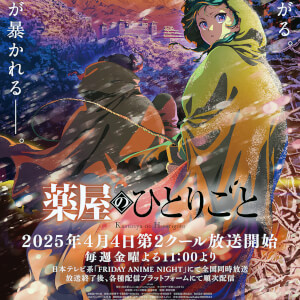 がる。
が暴かれる――。
薬屋のひとりごと
2025年4月4日第2クール放送開始
毎週金曜よる11:00より
日本テレビ系「FRIDAY ANIME NIGHT」にて全国同時放送
放送終了後、各種配信プラットフォームにて順次配信